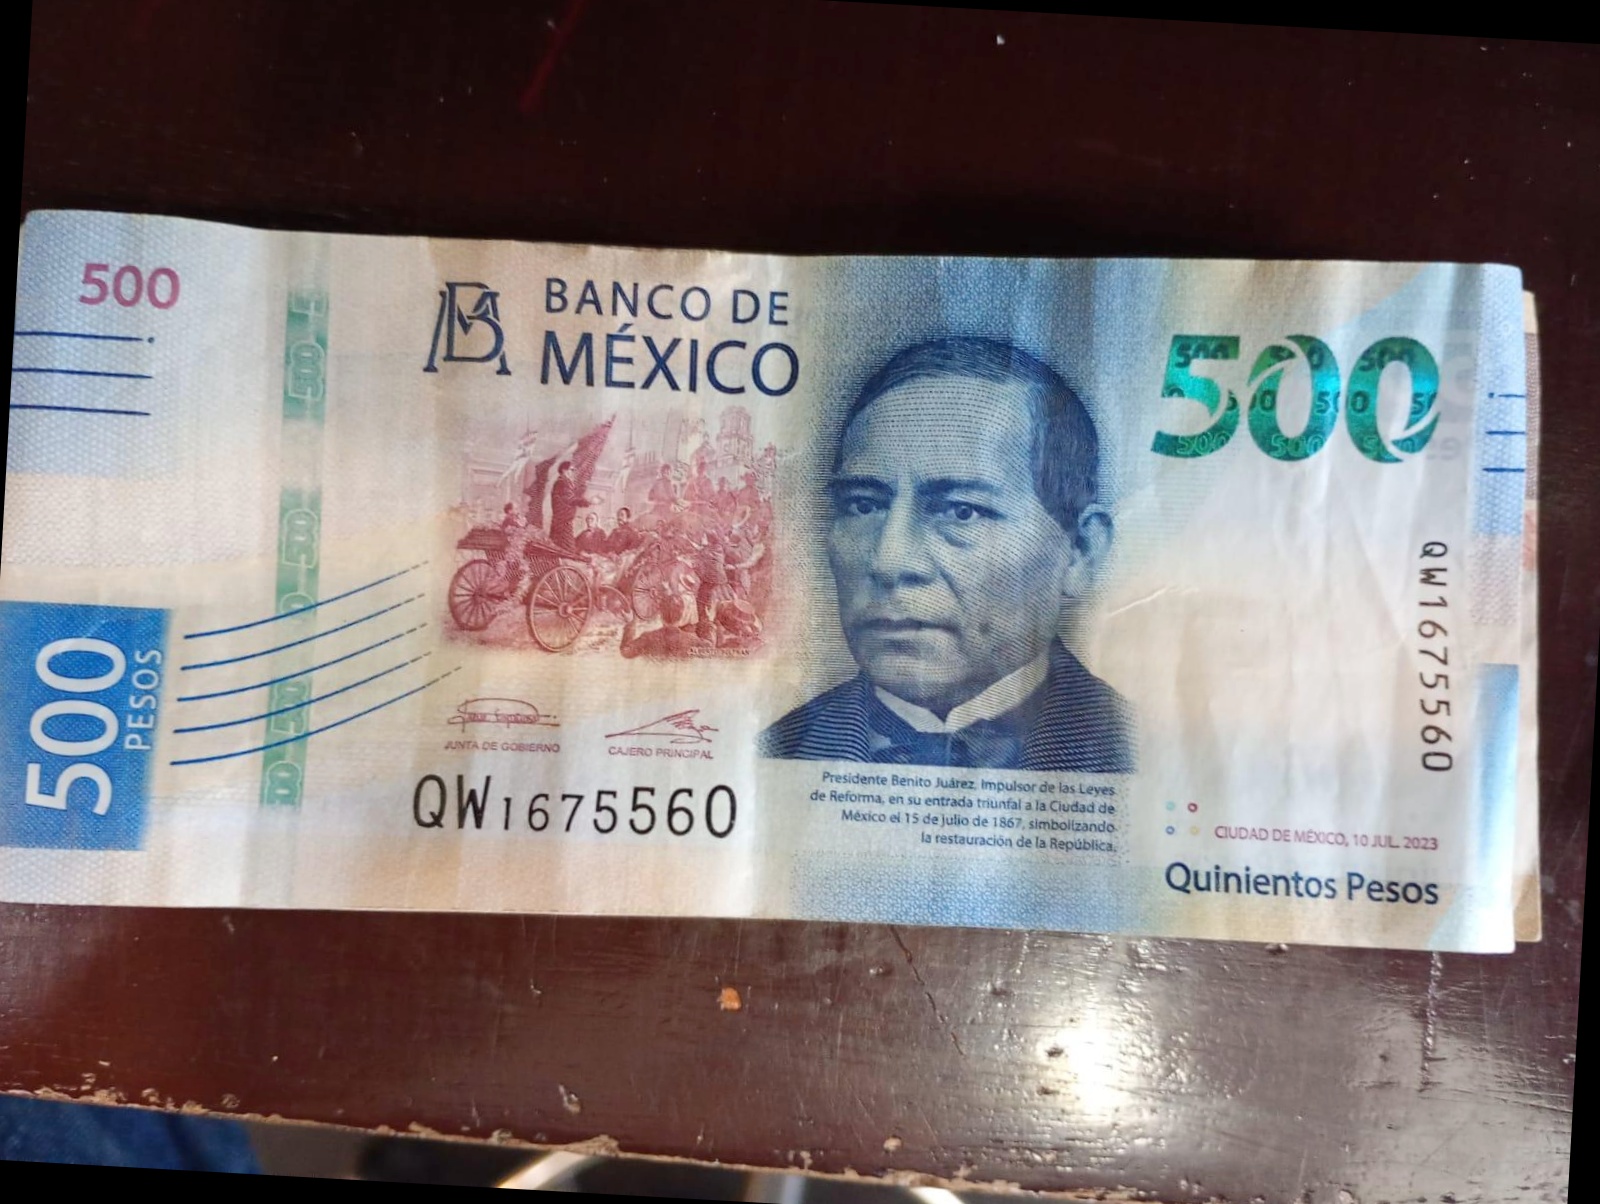 500
BM
BANCO DE
MÉXICO
500
500
PESOS
JUNTA DE GOBIERNO
CAJERO PRINCIPAL
QW1675560
Presidente Benito Juárez, Impulsor de las Leyes
de Reforma, en su entrada triunfal a la Ciudad de
México el 15 de julio de 1867, simbolizando
la restauración de la República.
QW1675560
CIUDAD DE MÉXICO, 10 JUL. 2023
Quinientos Pesos